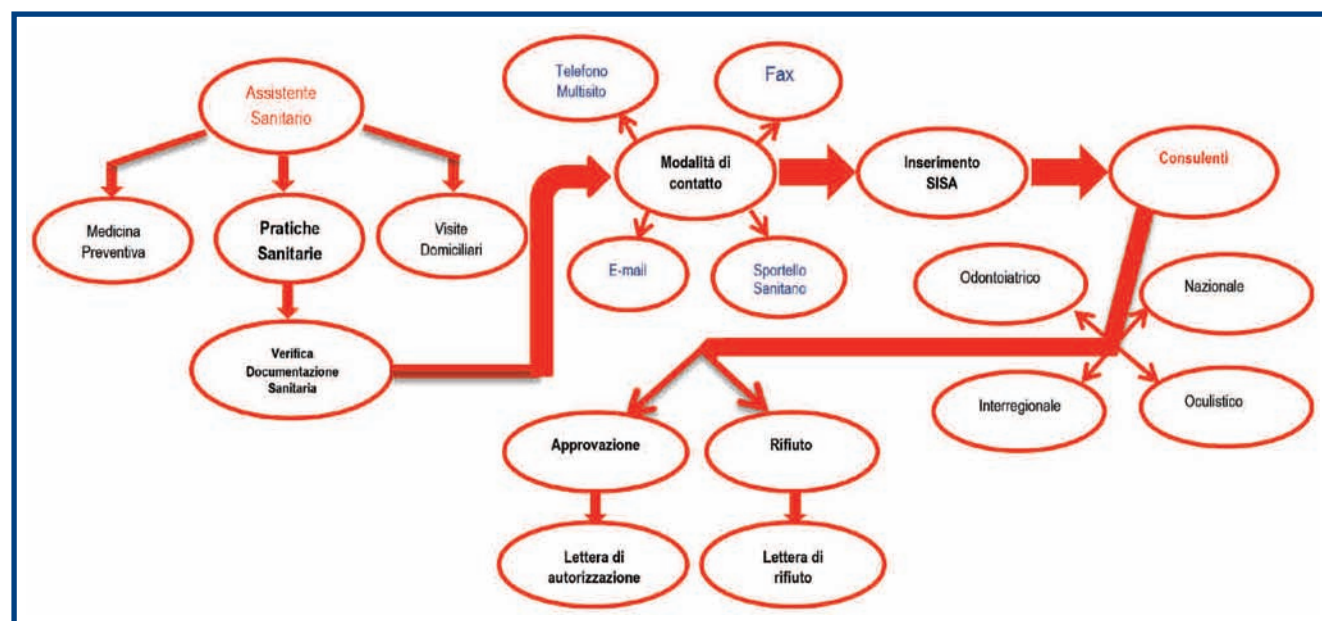 Assistente
Sanitario
Medicina
Preventiva
Pratiche
Sanitarie
Visite
Domiciliari
Verifica
Documentazione
Sanitaria
Telefono
Multisito
Fax
Modalità di
contatto
E-mail
Sportello
Sanitario
Inserimento
SISA
Consulenti
Odontoiatrico
Nazionale
Interregionale
Oculistico
Approvazione
Rifiuto
Lettera di
autorizzazione
Lettera di
rifiuto